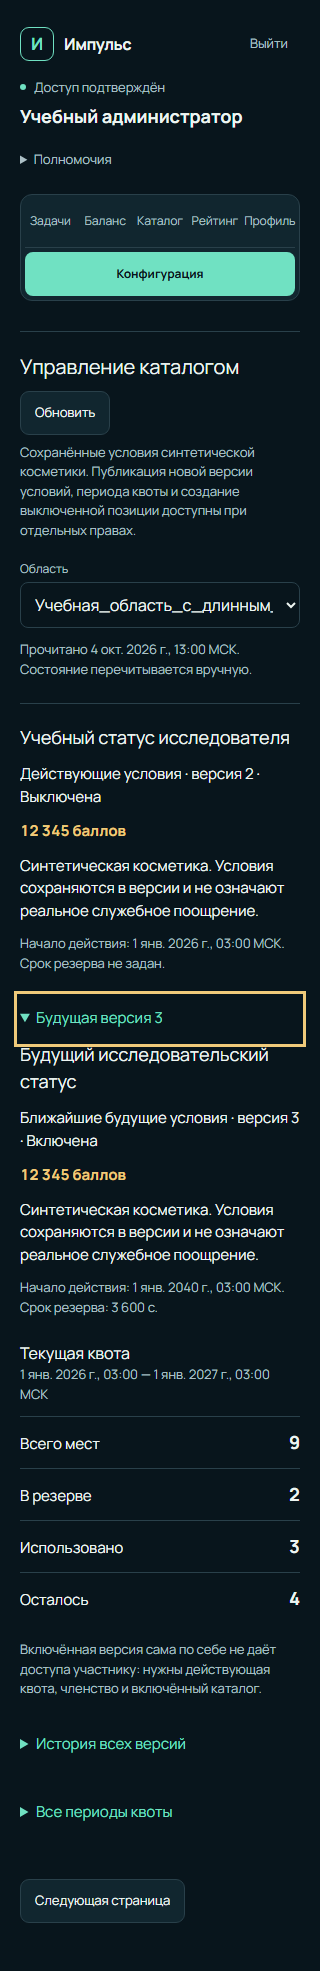 И Импульс Выйти
Доступ подтверждён
Учебный администратор
Полномочия
Задачи Баланс Каталог Рейтинг Профиль
Конфигурация
Управление каталогом
Обновить
Сохранённые условия синтетической
косметики. Публикация новой версии
условий, периода квоты и создание
выключенной позиции доступны при
отдельных правах.
Область
Учебная_область_с_длинным_
Прочитано 4 окт. 2026 г., 13:00 МСК.
Состояние перечитывается вручную.
Учебный статус исследователя
Действующие условия · версия 2 ·
Выключена
12 345 баллов
Синтетическая косметика. Условия
сохраняются в версии и не означают
реальное служебное поощрение.
Начало действия: 1 янв. 2026 г., 03:00 МСК.
Срок резерва не задан.
Будущая версия 3
Будущий исследовательский
статус
Ближайшие будущие условия · версия 3
· Включена
12 345 баллов
Синтетическая косметика. Условия
сохраняются в версии и не означают
реальное служебное поощрение.
Начало действия: 1 янв. 2040 г., 03:00 МСК.
Срок резерва: 3 600 с.
Текущая квота
1 янв. 2026 г., 03:00 — 1 янв. 2027 г., 03:00
МСК
Всего мест 9
В резерве 2
Использовано 3
Осталось 4
Включённая версия сама по себе не даёт
доступа участнику: нужны действующая
квота, членство и включённый каталог.
История всех версий
Все периоды квоты
Следующая страница